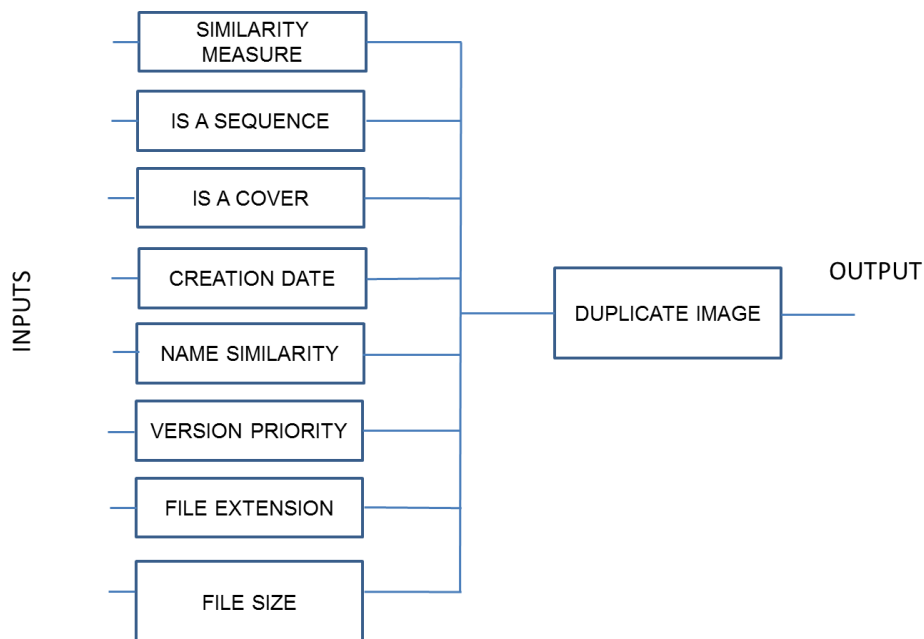 INPUTS
SIMILARITY
MEASURE
IS A SEQUENCE
IS A COVER
CREATION DATE
NAME SIMILARITY
VERSION PRIORITY
FILE EXTENSION
FILE SIZE
DUPLICATE IMAGE
OUTPUT